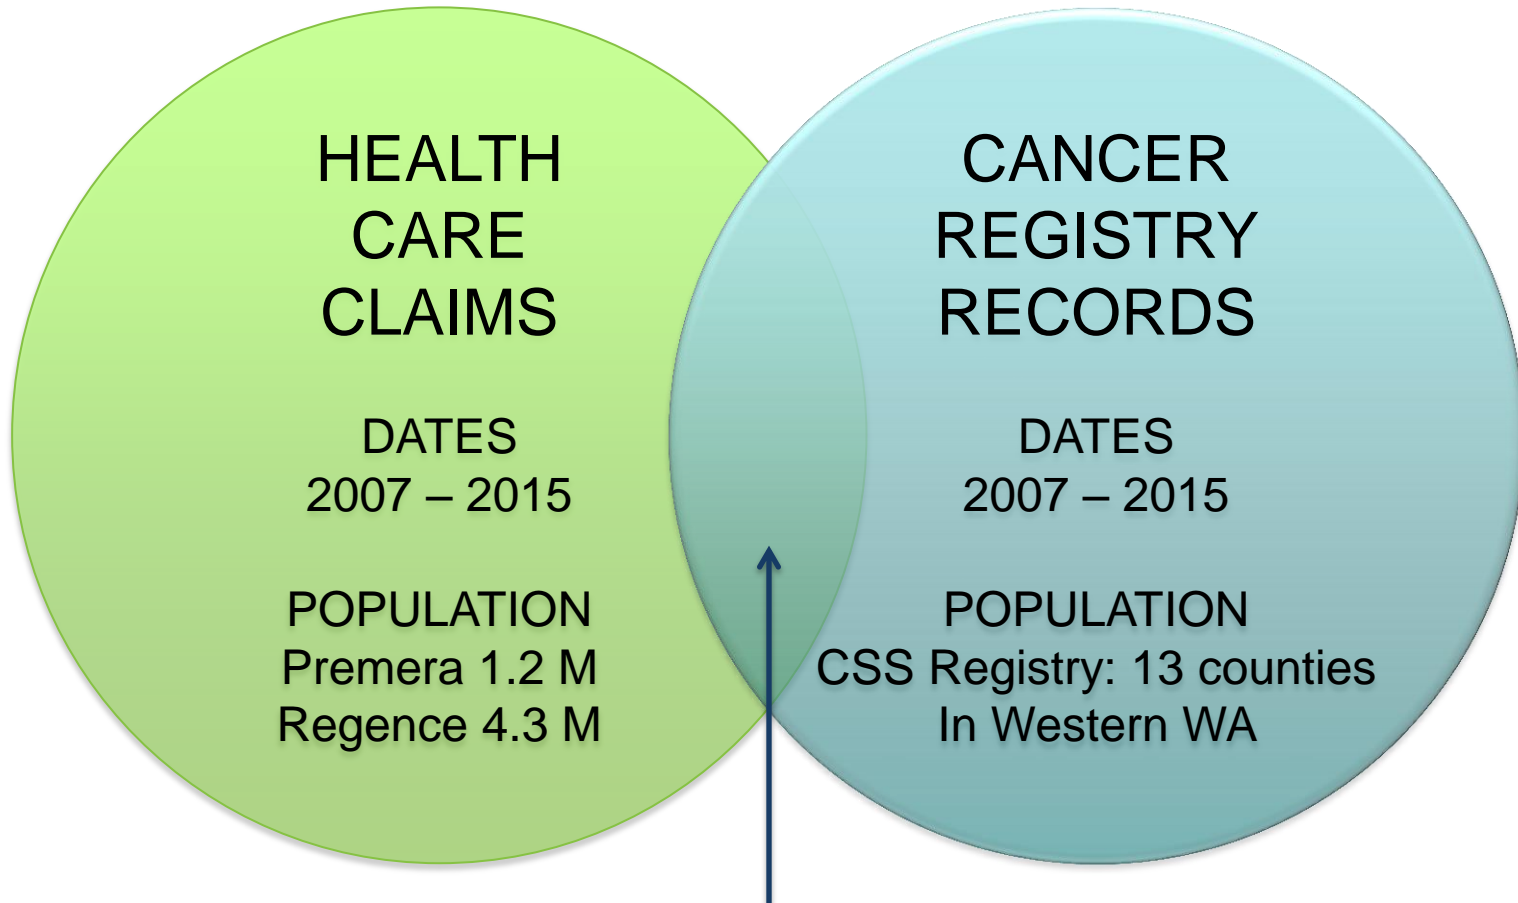 HEALTH
CARE
CLAIMS
DATES
2007 – 2015
POPULATION
Premera 1.2 M
Regence 4.3 M
CANCER
REGISTRY
RECORDS
DATES
2007 – 2015
POPULATION
CSS Registry: 13 counties
In Western WA